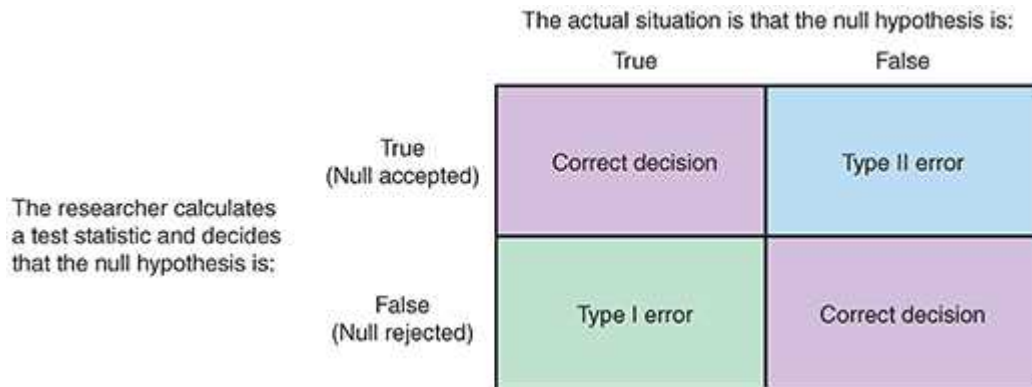 The actual situation is that the null hypothesis is:
True False
True
(Null accepted)
Correct decision Type II error
The researcher calculates
a test statistic and decides
that the null hypothesis is:
False
(Null rejected)
Type I error Correct decision